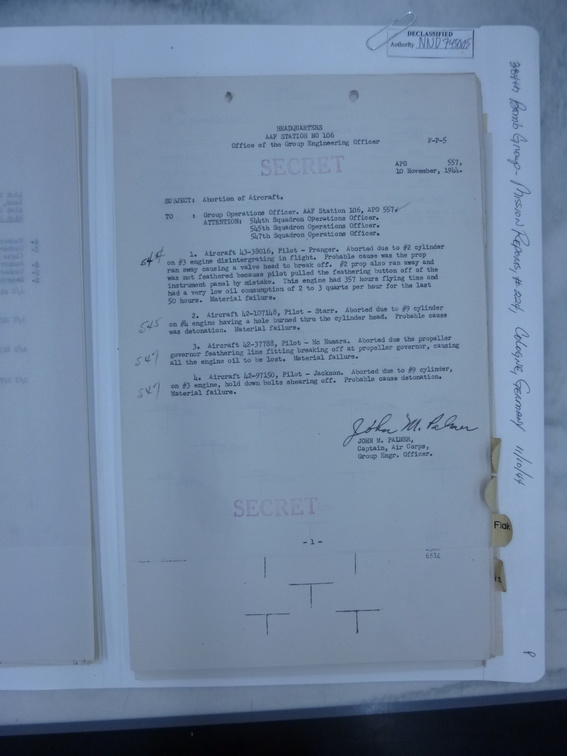 DECLASSIFIED
Authority NND 745005
384th Bomb Group - Mission Reports, #229, Cologne, Germany 11/10/44
HEADQUARTERS
AAF STATION NO 106
Office of the Group Engineering Officer
F-P-5
SECRET
APO 557,
10 November, 1944.
SUBJECT: Abortion of Aircraft.
TO : Group Operations Officer. AAF Station 106, APO 557.
ATTENTION: 544th Squadron Operations Officer.
545th Squadron Operations Officer.
547th Squadron Operations Officer.
544
1. Aircraft 43-38016, Pilot - Pranger. Aborted due to #2 cylinder
on #3 engine disintergrating in flight. Probable cause was the prop
ran away causing a valve head to break off. #2 prop also ran away and
was not feathered because pilot pulled the feathering button off of the
instrument panel by mistake. This engine had 357 hours flying time and
had a very low oil consumption of 2 to 3 quarts per hour for the last
50 hours. Material failure.
545
2. Aircraft 42-107148, Pilot - Starr. Aborted due to #9 cylinder
on #4 engine having a hole burned thru the cylinder head. Probable cause
was detonation. Material failure.
547
3. Aircraft 42-37788, Pilot - Mc Namara. Aborted due the propeller
governor feathering line fitting breaking off at propeller governor, causing
all the engine oil to be lost. Material failure.
547
4. Aircraft 42-97150, Pilot - Jackson. Aborted due to #9 cylinder,
on #3 engine, hold down bolts shearing off. Probable cause detonation.
Material failure.
John M. Palmer
JOHN M. PALMER,
Captain, Air Corps,
Group Engr. Officer.
SECRET
-1-
Flak